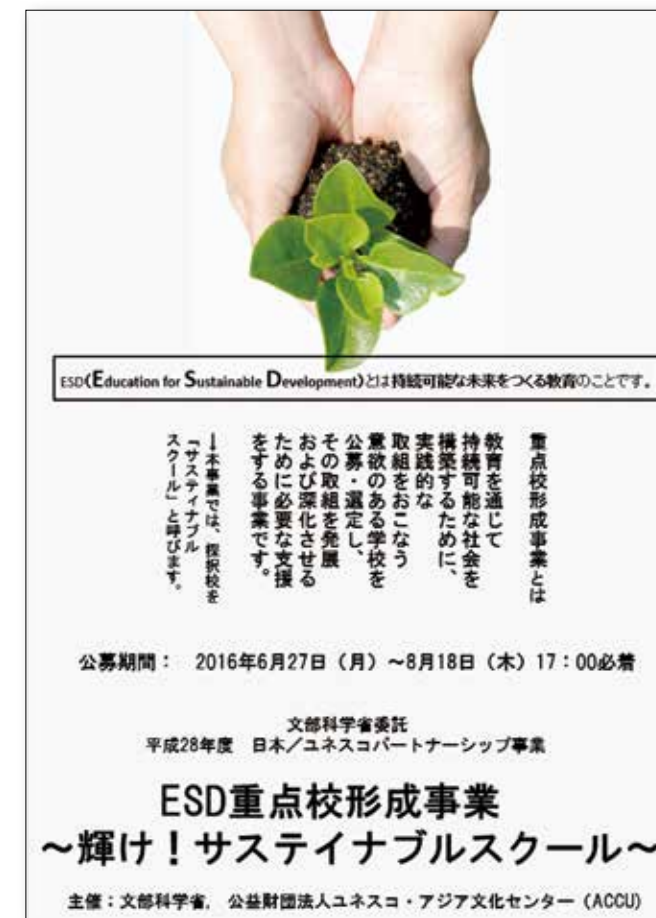 ESD(Education for Sustainable Development)とは持続可能な未来をつくる教育のことです。
重点校形成事業とは
教育を通じて
持続可能な社会を
構築するために、
実践的な
取組をおこなう
意欲のある学校を
公募・選定し、
その取組を発展
および深化させる
ために必要な支援
をする事業です。
→本事業では、採択校を
「サスティナブル
スクール」と呼びます。
公募期間： 2016年6月27日（月）～8月18日（木）17：00必着
文部科学省委託
平成28年度 日本／ユネスコパートナーシップ事業
ESD重点校形成事業
～輝け！サステイナブルスクール～
主催：文部科学省， 公益財団法人ユネスコ・アジア文化センター（ACCU）